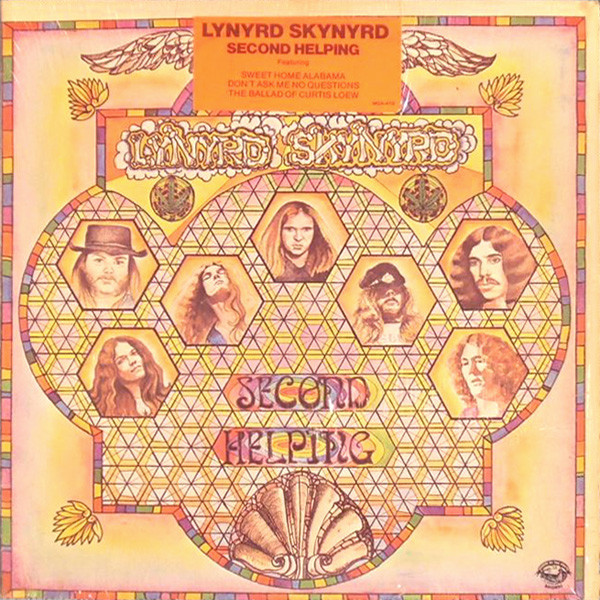 LYNYRD SKYNYRD
SECOND HELPING
Featuring
SWEET HOME ALABAMA
DON'T ASK ME NO QUESTIONS
THE BALLAD OF CURTIS LOEW
LYNYRD SKYNYRD
SECOND
HELPING